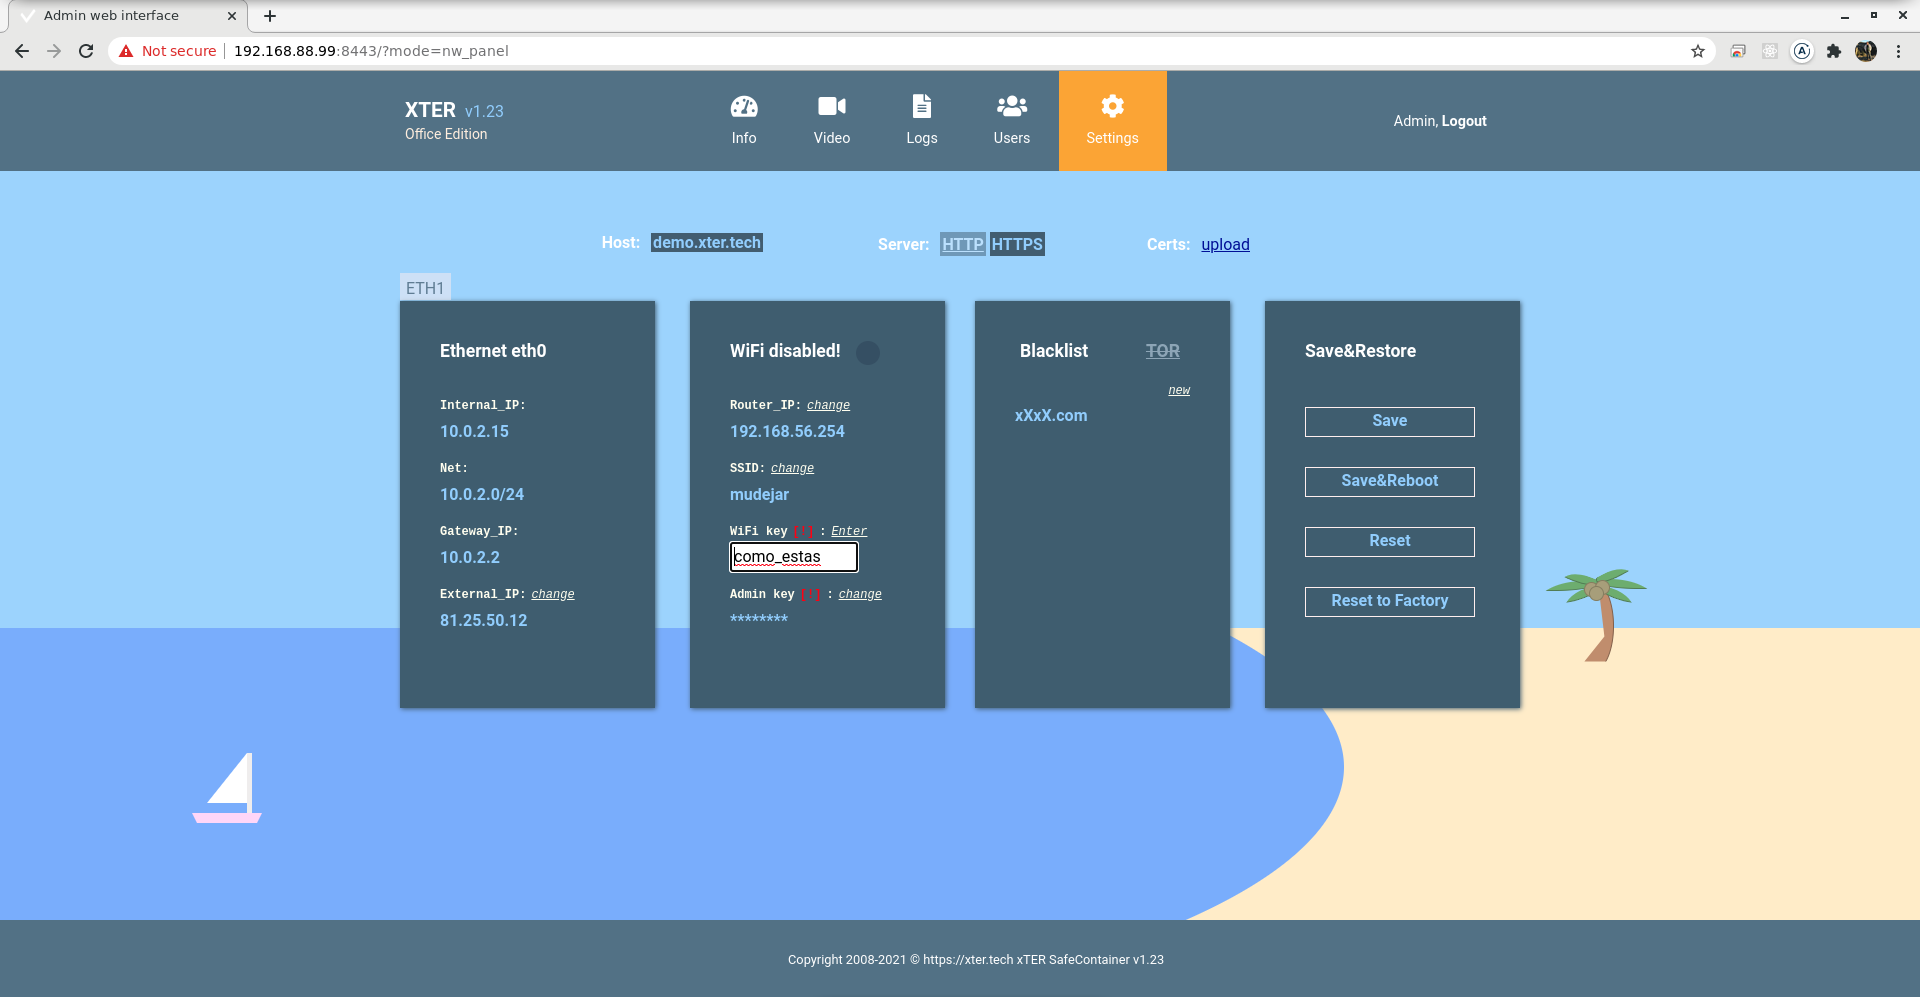 Admin web interface
Not secure 192.168.88.99:8443/?mode=nw_panel
XTER v1.23
Office Edition
Info
Video
Logs
Users
Settings
Admin, Logout
Host: demo.xter.tech
Server: HTTP HTTPS
Certs: upload
ETH1
Ethernet eth0
Internal_IP:
10.0.2.15
Net:
10.0.2.0/24
Gateway_IP:
10.0.2.2
External_IP: change
81.25.50.12
WiFi disabled!
Router_IP: change
192.168.56.254
SSID: change
mudejar
WiFi key [!] : Enter
como_estas
Admin key [!] : change
********
Blacklist TOR
new
xXxX.com
Save&Restore
Save
Save&Reboot
Reset
Reset to Factory
Copyright 2008-2021 © https://xter.tech xTER SafeContainer v1.23